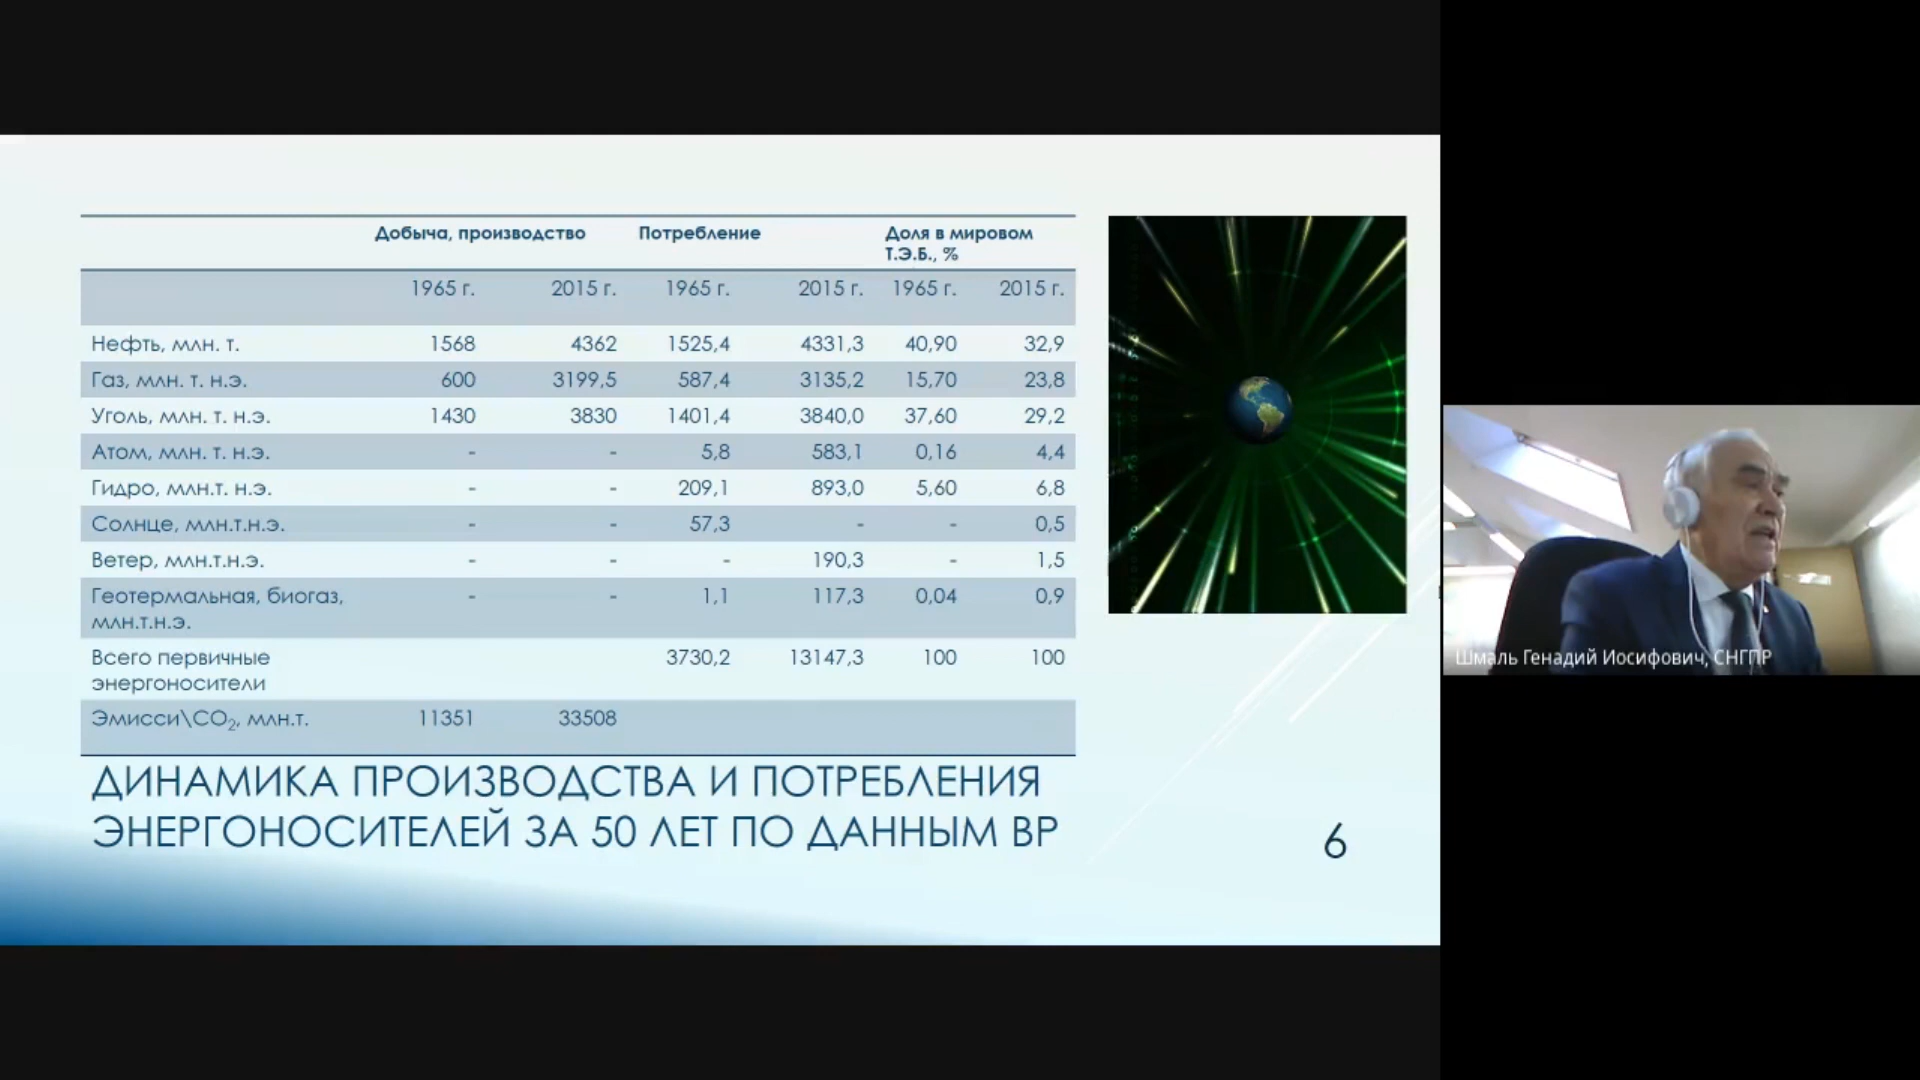 Добыча, производство Потребление Доля в мировом
Т.Э.Б., %
1965 г. 2015 г. 1965 г. 2015 г. 1965 г. 2015 г.
Нефть, млн. т. 1568 4362 1525,4 4331,3 40,90 32,9
Газ, млн. т. н.э. 600 3199,5 587,4 3135,2 15,70 23,8
Уголь, млн. т. н.э. 1430 3830 1401,4 3840,0 37,60 29,2
Атом, млн. т. н.э. - - 5,8 583,1 0,16 4,4
Гидро, млн.т. н.э. - - 209,1 893,0 5,60 6,8
Солнце, млн.т.н.э. - - 57,3 - - 0,5
Ветер, млн.т.н.э. - - - 190,3 - 1,5
Геотермальная, биогаз, - - 1,1 117,3 0,04 0,9
млн.т.н.э.
Всего первичные 3730,2 13147,3 100 100
энергоносители
Эмисси\CO₂, млн.т. 11351 33508
ДИНАМИКА ПРОИЗВОДСТВА И ПОТРЕБЛЕНИЯ
ЭНЕРГОНОСИТЕЛЕЙ ЗА 50 ЛЕТ ПО ДАННЫМ ВР
6
Шмаль Генадий Иосифович, СНГПР